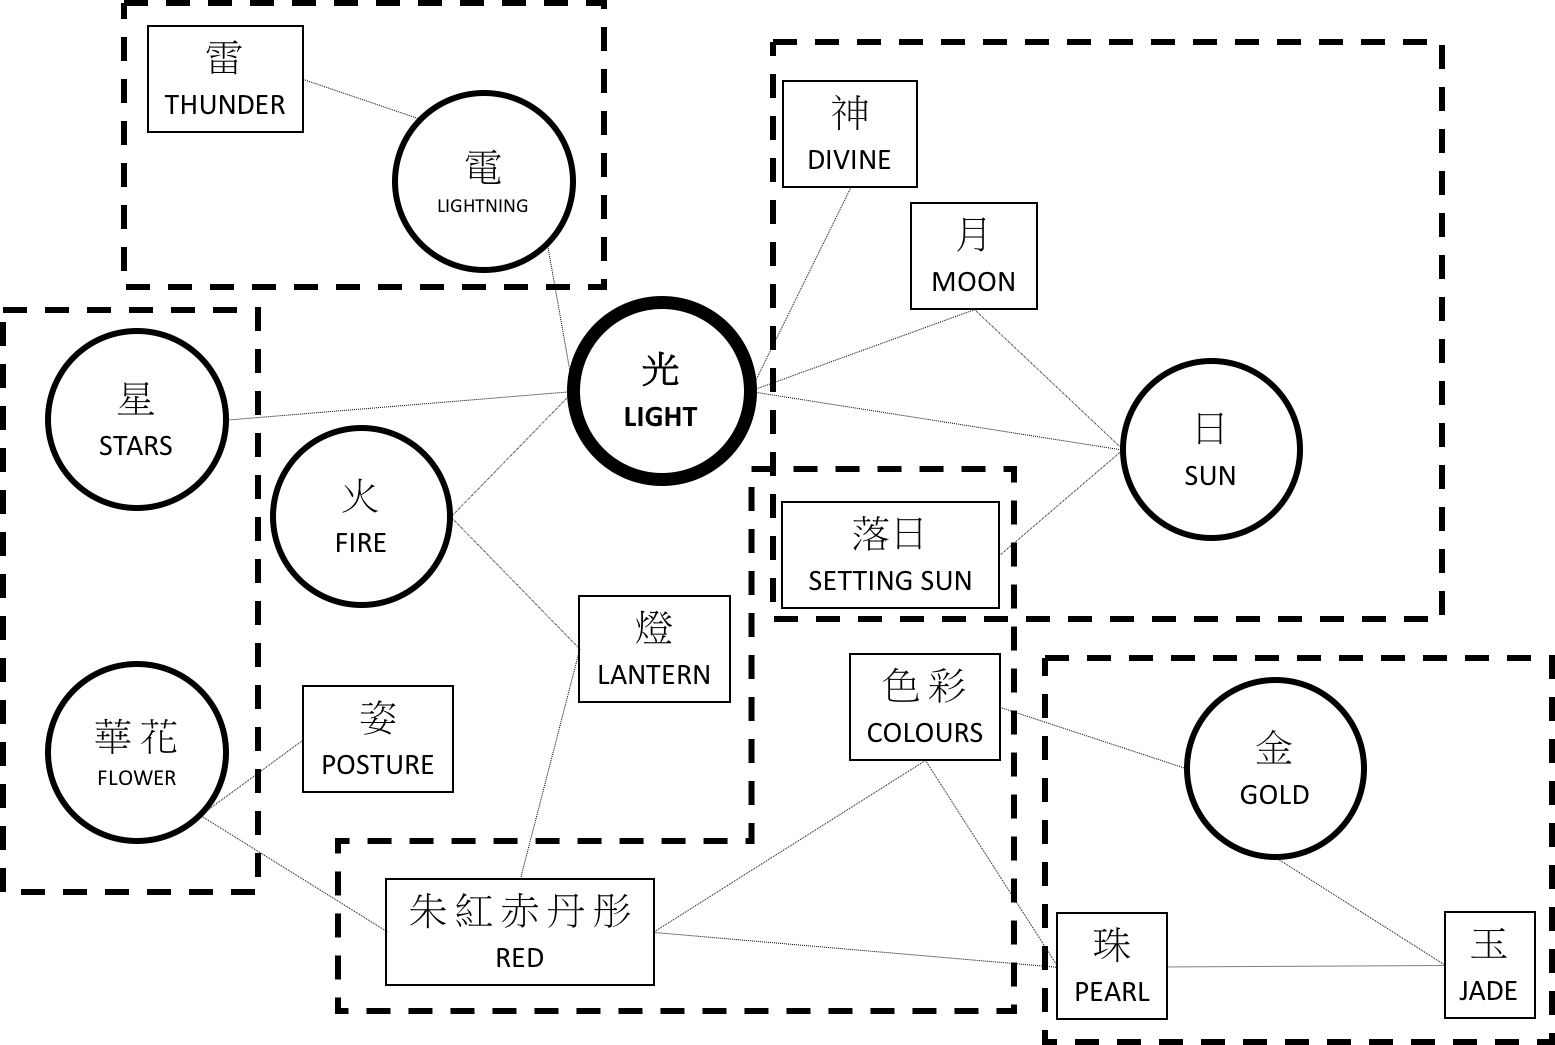 雷
THUNDER
電
LIGHTNING
神
DIVINE
月
MOON
光
LIGHT
星
STARS
日
SUN
火
FIRE
落日
SETTING SUN
燈
LANTERN
色 彩
COLOURS
姿
POSTURE
華 花
FLOWER
金
GOLD
朱 紅 赤 丹 彤
RED
珠
PEARL
玉
JADE